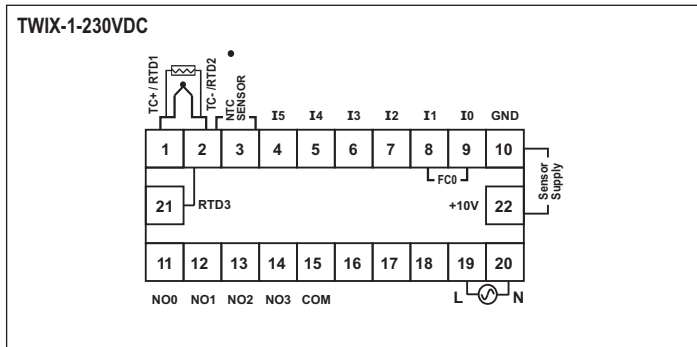 TWIX-1-230VDC
TC+ / RTD1
TC- /RTD2
NTC
SENSOR
I5 I4 I3 I2 I1 I0 GND
1 2 3 4 5 6 7 8 9 10
FC0
Sensor
Supply
21 RTD3 +10V 22
11 12 13 14 15 16 17 18 19 20
NO0 NO1 NO2 NO3 COM L N